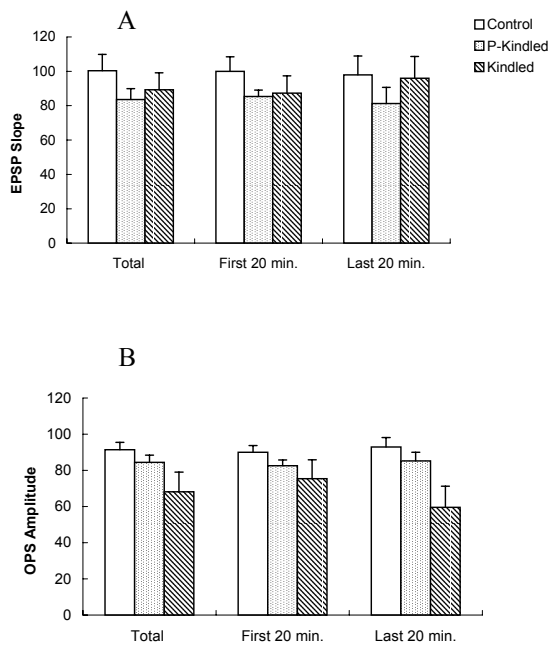 A
Control
P-Kindled
Kindled
EPSP Slope
120
100
80
60
40
20
0
Total First 20 min. Last 20 min.
B
OPS Amplitude
120
100
80
60
40
20
0
Total First 20 min. Last 20 min.